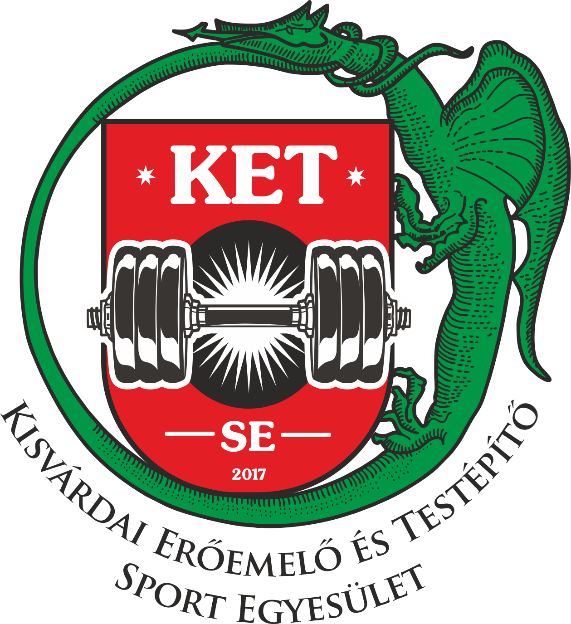 KET
SE
2017
KISVÁRDAI ERŐEMELŐ ÉS TESTÉPÍTŐ
SPORT EGYESÜLET